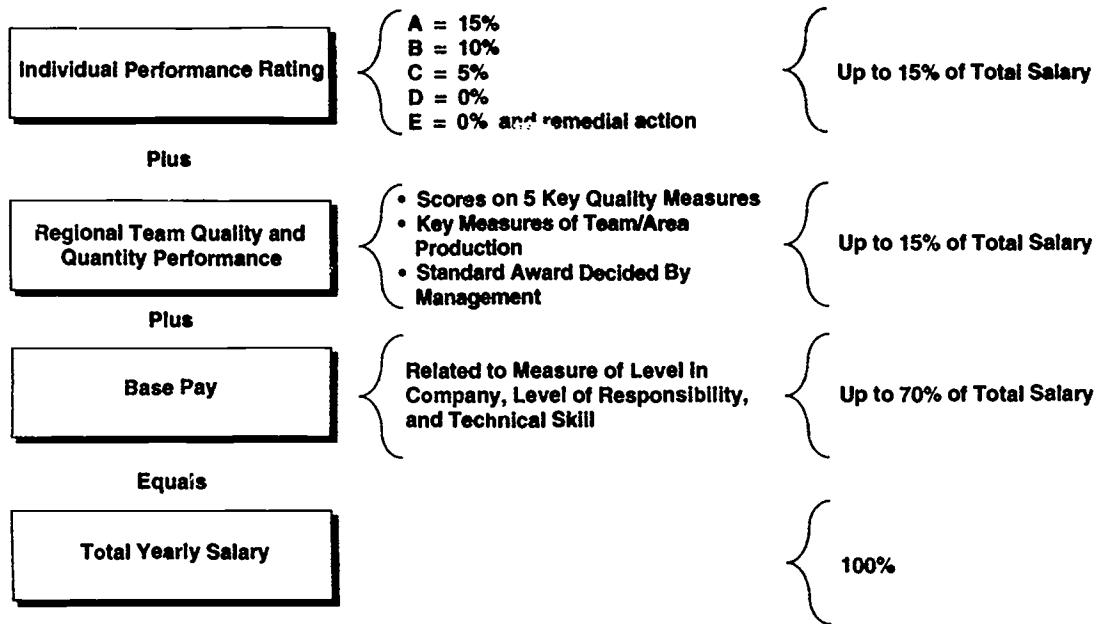 Individual Performance Rating
A = 15%
B = 10%
C = 5%
D = 0%
E = 0% and remedial action
Up to 15% of Total Salary
Plus
Regional Team Quality and
Quantity Performance
• Scores on 5 Key Quality Measures
• Key Measures of Team/Area
Production
• Standard Award Decided By
Management
Up to 15% of Total Salary
Plus
Base Pay
Related to Measure of Level in
Company, Level of Responsibility,
and Technical Skill
Up to 70% of Total Salary
Equals
Total Yearly Salary
100%